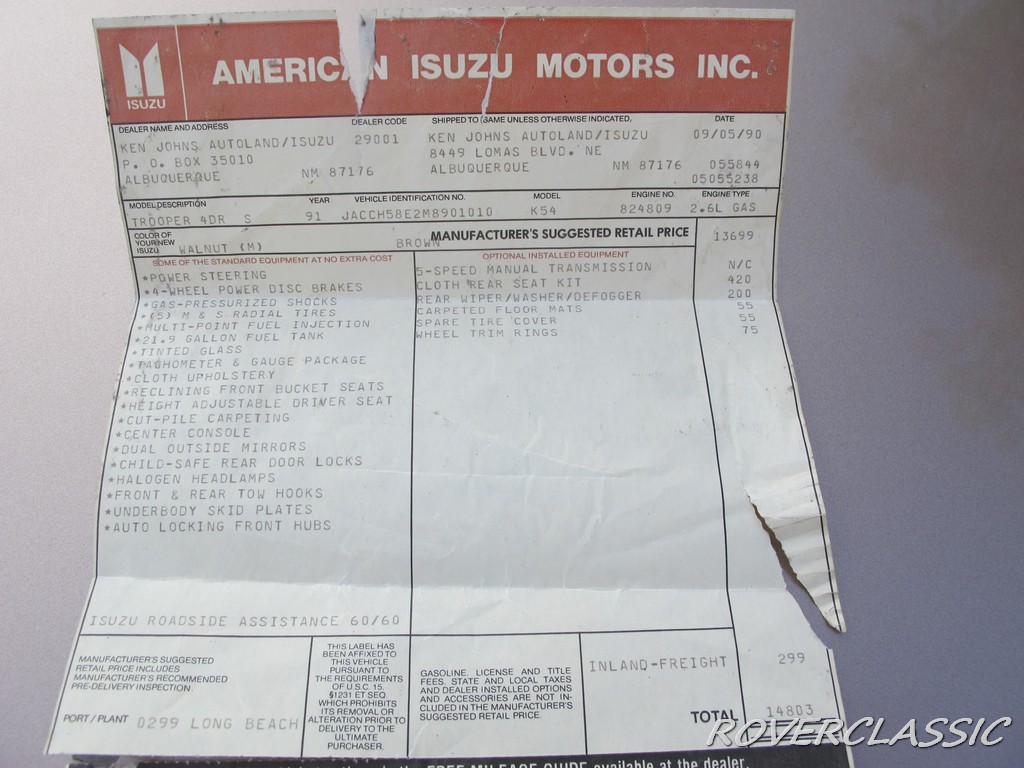 AMERICAN ISUZU MOTORS INC.
ISUZU
DEALER NAME AND ADDRESS DEALER CODE SHIPPED TO (SAME UNLESS OTHERWISE INDICATED) DATE
KEN JOHNS AUTOLAND/ISUZU 29001 KEN JOHNS AUTOLAND/ISUZU 09/05/90
P. O. BOX 35010 8449 LOMAS BLVD. NE
ALBUQUERQUE NM 87176 ALBUQUERQUE NM 87176 055844
05055238
MODEL DESCRIPTION YEAR VEHICLE IDENTIFICATION NO. MODEL ENGINE NO. ENGINE TYPE
TROOPER 4DR S 91 JACCH58E2M8901010 K54 824809 2.6L GAS
COLOR OF YOUR NEW ISUZU WALNUT (M) BROWN MANUFACTURER'S SUGGESTED RETAIL PRICE 13699
SOME OF THE STANDARD EQUIPMENT AT NO EXTRA COST
*POWER STEERING
*4-WHEEL POWER DISC BRAKES
*GAS-PRESSURIZED SHOCKS
*(5) M & S RADIAL TIRES
*MULTI-POINT FUEL INJECTION
*21.9 GALLON FUEL TANK
*TINTED GLASS
*TACHOMETER & GAUGE PACKAGE
*CLOTH UPHOLSTERY
*RECLINING FRONT BUCKET SEATS
*HEIGHT ADJUSTABLE DRIVER SEAT
*CUT-PILE CARPETING
*CENTER CONSOLE
*DUAL OUTSIDE MIRRORS
*CHILD-SAFE REAR DOOR LOCKS
*HALOGEN HEADLAMPS
*FRONT & REAR TOW HOOKS
*UNDERBODY SKID PLATES
*AUTO LOCKING FRONT HUBS
ISUZU ROADSIDE ASSISTANCE 60/60
OPTIONAL INSTALLED EQUIPMENT
5-SPEED MANUAL TRANSMISSION N/C
CLOTH REAR SEAT KIT 420
REAR WIPER/WASHER/DEFOGGER 200
CARPETED FLOOR MATS 55
SPARE TIRE COVER 55
WHEEL TRIM RINGS 75
MANUFACTURER'S SUGGESTED
RETAIL PRICE INCLUDES
MANUFACTURER'S RECOMMENDED
PRE-DELIVERY INSPECTION.
PORT / PLANT 0299 LONG BEACH
THIS LABEL HAS
BEEN AFFIXED TO
THIS VEHICLE
PURSUANT TO
THE REQUIREMENTS
OF U.S.C. 15.
§1231 ET SEQ.
WHICH PROHIBITS
ITS REMOVAL OR
ALTERATION PRIOR TO
DELIVERY TO THE
ULTIMATE
PURCHASER.
GASOLINE, LICENSE AND TITLE
FEES, STATE AND LOCAL TAXES
AND DEALER INSTALLED OPTIONS
AND ACCESSORIES ARE NOT IN-
CLUDED IN THE MANUFACTURER'S
SUGGESTED RETAIL PRICE.
INLAND-FREIGHT 299
TOTAL 14803
FREE MILEAGE GUIDE available at the dealer.
ROVERCLASSIC